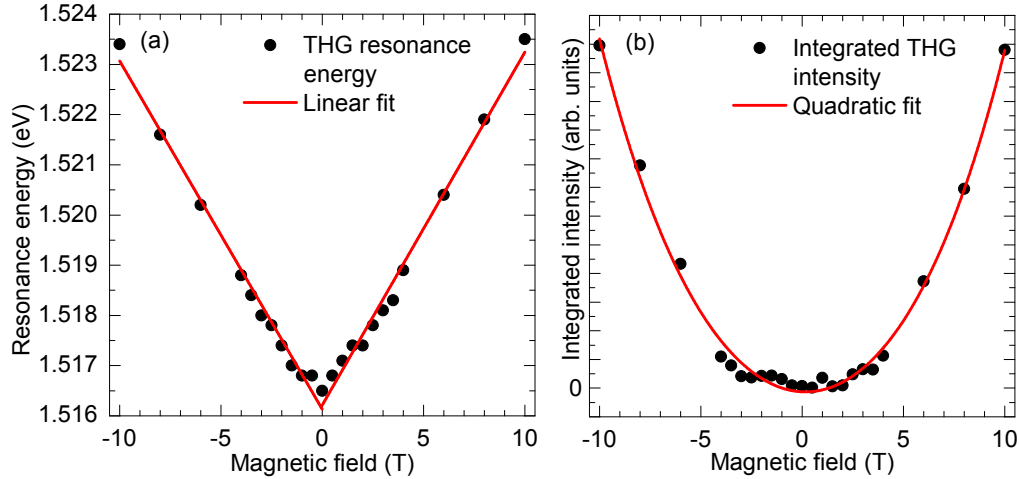 (a)
THG resonance
energy
Linear fit
1.524
1.523
1.522
1.521
1.520
1.519
1.518
1.517
1.516
Resonance energy (eV)
-10
-5
0
5
10
Magnetic field (T)
(b)
Integrated THG
intensity
Quadratic fit
0
Integrated intensity (arb. units)
-10
-5
0
5
10
Magnetic field (T)